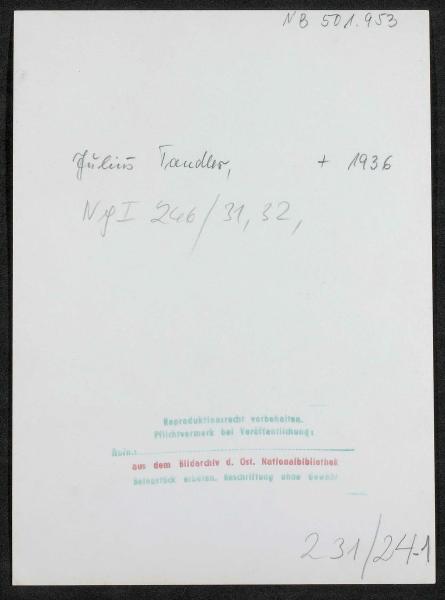 NB 501.953
Julius Tandler, + 1936
Ng I 246/31, 32,
Reproduktionsrecht vorbehalten.
Pflichtvermerk bei Veröffentlichung:
aus dem Bildarchiv d. Öst. Nationalbibliothek
Belegstück erbeten. Beschriftung ohne Gewähr
231/24-1